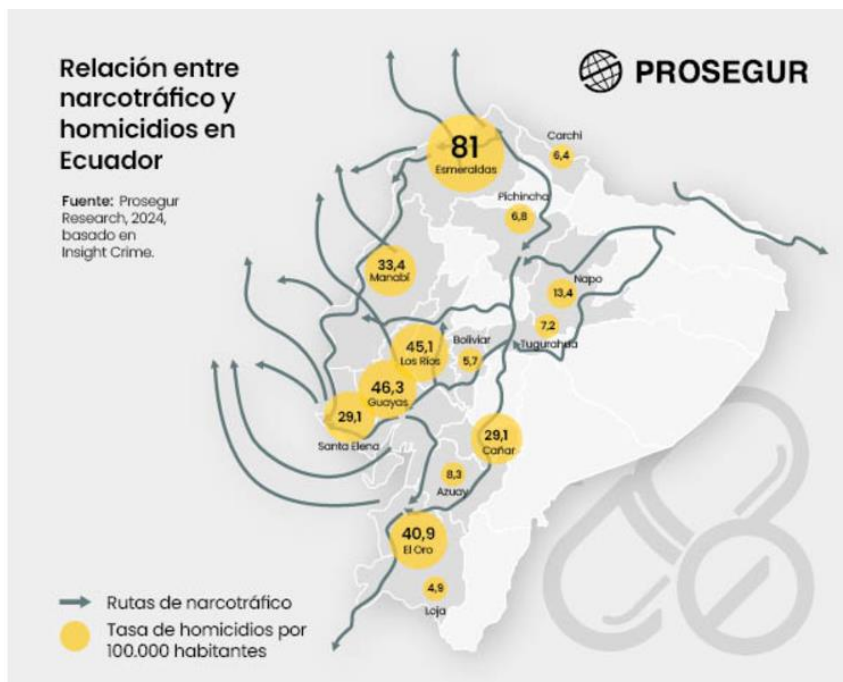 Relación entre
narcotráfico y
homicidios en
Ecuador
Fuente: Prosegur
Research, 2024,
basado en
Insight Crime.
PROSEGUR
81
Esmeraldas
Carchi
6,4
Pichincha
6,8
33,4
Manabí
Napo
13,4
7,2
Tugurahua
45,1
Los Ríos
Bolíviar
5,7
46,3
Guayas
29,1
Santa Elena
29,1
Cañar
8,3
Azuay
40,9
El Oro
4,9
Loja
Rutas de narcotráfico
Tasa de homicidios por
100.000 habitantes